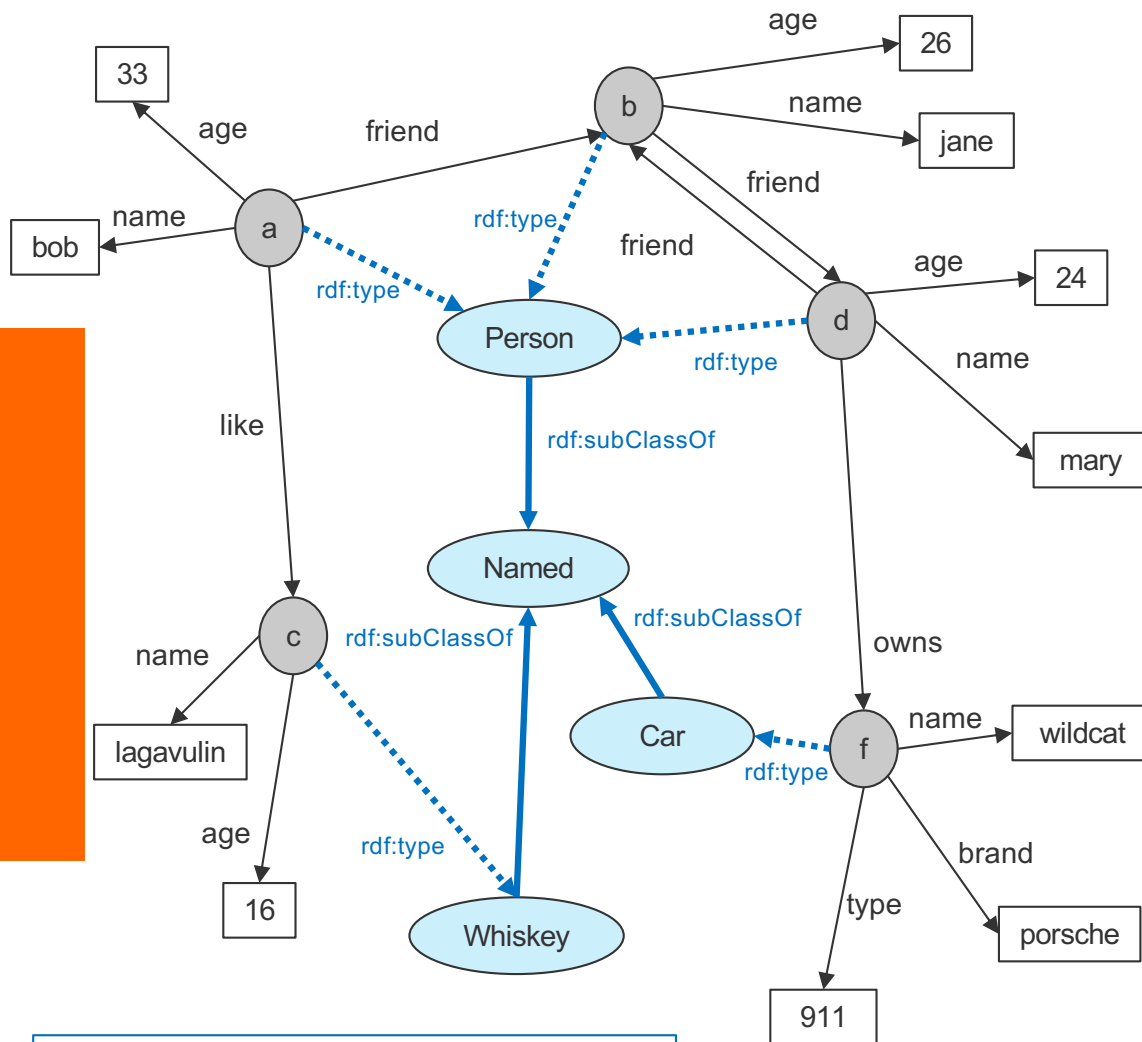 age
26
33
b
name
age
friend
jane
friend
name
a
rdf:type
bob
friend
age
24
rdf:type
d
Person
rdf:type
name
like
rdf:subClassOf
mary
Named
rdf:subClassOf
rdf:subClassOf
c
name
owns
name
wildcat
Car
f
lagavulin
rdf:type
age
rdf:type
brand
16
type
Whiskey
porsche
911